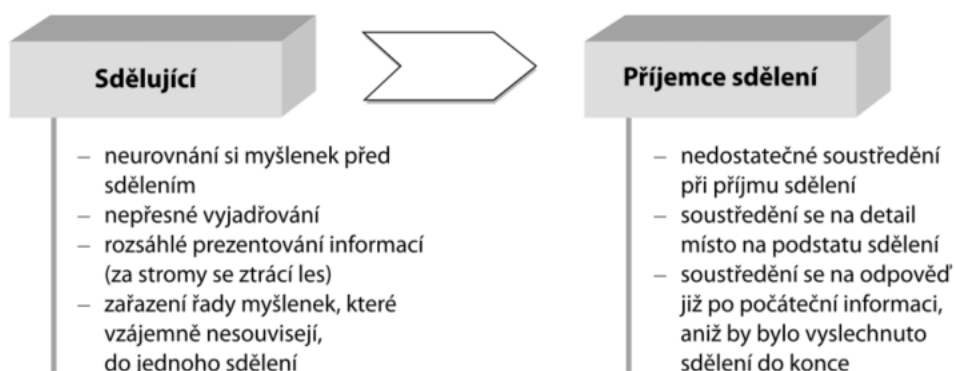 Sdělující
– neurovnání si myšlenek před
sdělením
– nepřesné vyjadřování
– rozsáhlé prezentování informací
(za stromy se ztrácí les)
– zařazení řady myšlenek, které
vzájemně nesouvisejí,
do jednoho sdělení
Příjemce sdělení
– nedostatečné soustředění
při příjmu sdělení
– soustředění se na detail
místo na podstatu sdělení
– soustředění se na odpověď
již po počáteční informaci,
aniž by bylo vyslechnuto
sdělení do konce